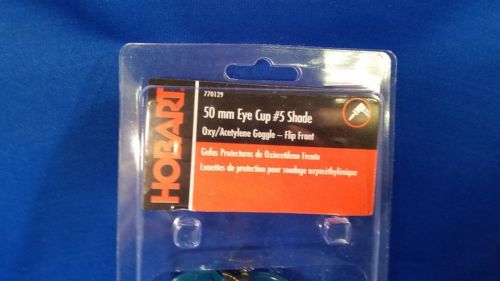 HOBART
770129
50 mm Eye Cup #5 Shade
Oxy/Acetylene Goggle – Flip Front
Gafas Protectoras de Oxiacetileno Frente
Lunettes de protection pour soudage oxyacéthylénique